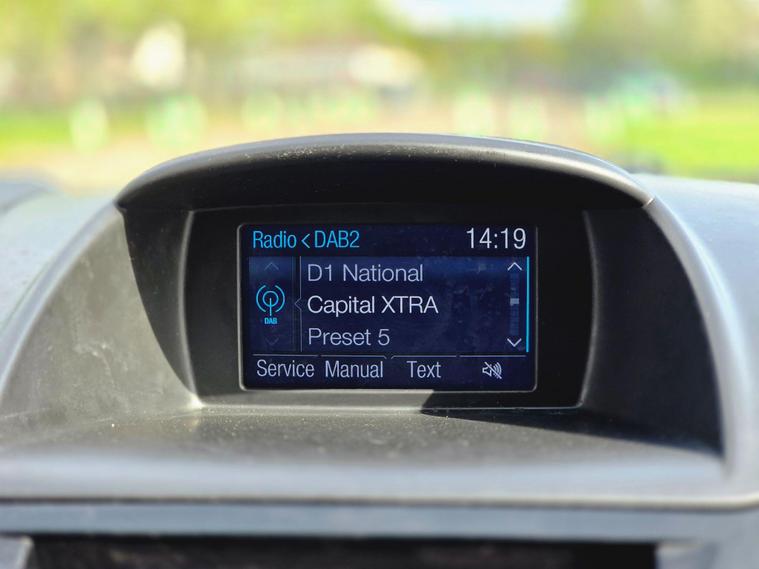 Radio < DAB2 14:19
D1 National
DAB
Capital XTRA
Preset 5
Service Manual Text